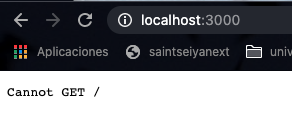 localhost:3000
Aplicaciones saintseiyanext univ
Cannot GET /